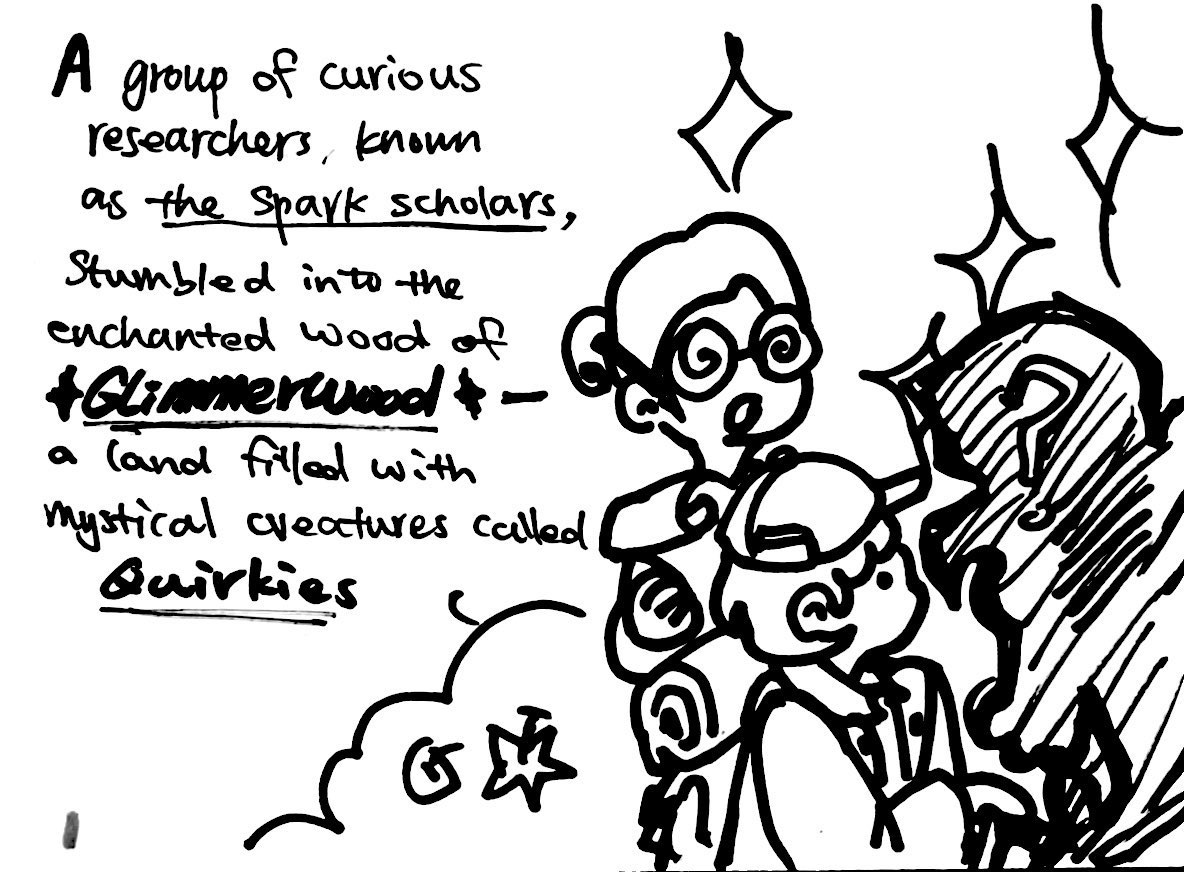 A group of curious
researchers, known
as the Spark scholars,
Stumbled into the
enchanted wood of
Glimmerwood —
a land filled with
mystical creatures called
Quirkies
?
1